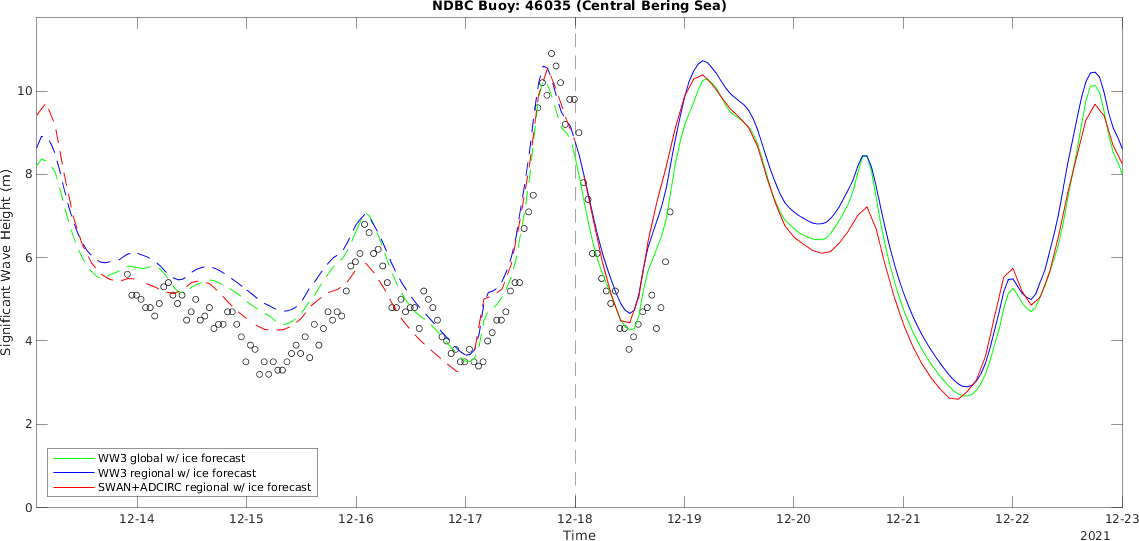 NDBC Buoy: 46035 (Central Bering Sea)
Significant Wave Height (m)
10
8
6
4
2
0
WW3 global w/ ice forecast
WW3 regional w/ ice forecast
SWAN+ADCIRC regional w/ ice forecast
12-14 12-15 12-16 12-17 12-18 12-19 12-20 12-21 12-22 12-23
Time
2021